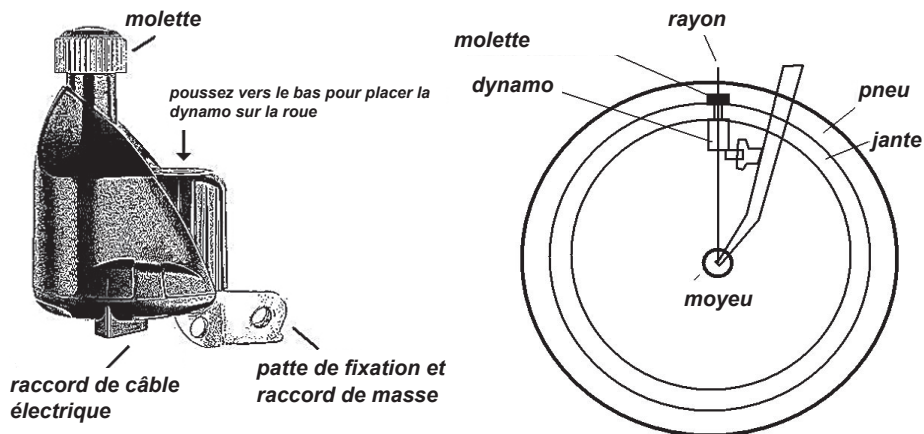 molette
poussez vers le bas pour placer la
dynamo sur la roue
raccord de câble
électrique
patte de fixation et
raccord de masse
rayon
molette
dynamo
pneu
jante
moyeu